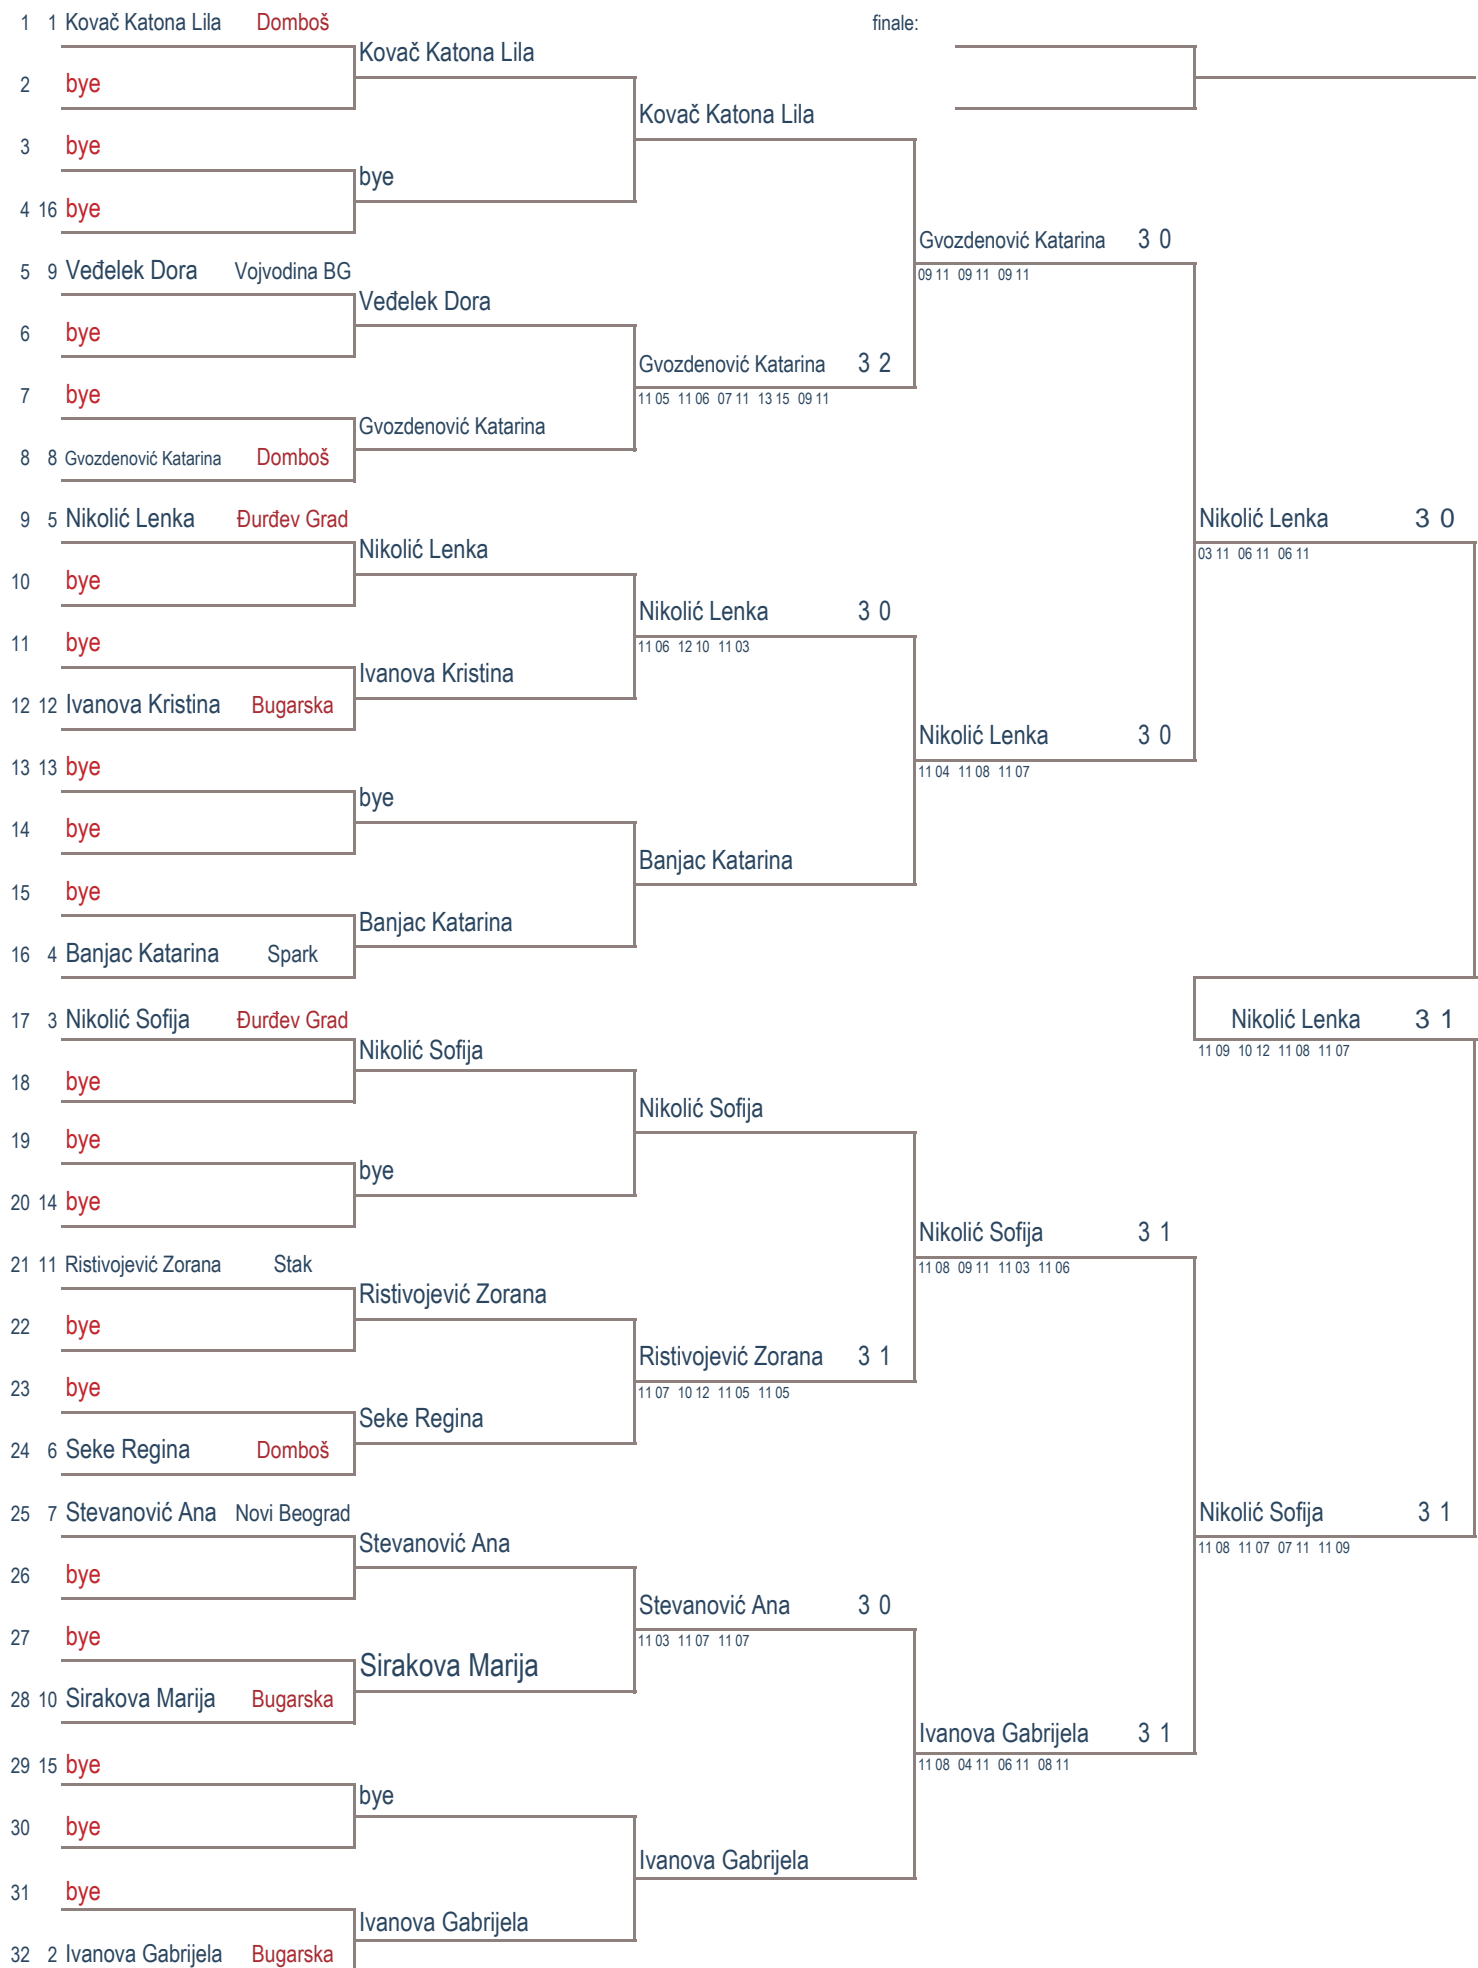 1 1 Kovač Katona Lila Domboš finale:
Kovač Katona Lila
2 bye
Kovač Katona Lila
3 bye
bye
4 16 bye
Gvozdenović Katarina 3 0
5 9 Veđelek Dora Vojvodina BG
09 11 09 11 09 11
Veđelek Dora
6 bye
Gvozdenović Katarina 3 2
7 bye
11 05 11 06 07 11 13 15 09 11
Gvozdenović Katarina
8 8 Gvozdenović Katarina Domboš
9 5 Nikolić Lenka Đurđev Grad
Nikolić Lenka 3 0
Nikolić Lenka
03 11 06 11 06 11
10 bye
Nikolić Lenka 3 0
11 bye
11 06 12 10 11 03
Ivanova Kristina
12 12 Ivanova Kristina Bugarska
Nikolić Lenka 3 0
13 13 bye
11 04 11 08 11 07
bye
14 bye
Banjac Katarina
15 bye
Banjac Katarina
16 4 Banjac Katarina Spark
17 3 Nikolić Sofija Đurđev Grad
Nikolić Lenka 3 1
Nikolić Sofija
11 09 10 12 11 08 11 07
18 bye
Nikolić Sofija
19 bye
bye
20 14 bye
Nikolić Sofija 3 1
21 11 Ristivojević Zorana Stak
11 08 09 11 11 03 11 06
Ristivojević Zorana
22 bye
Ristivojević Zorana 3 1
23 bye
11 07 10 12 11 05 11 05
Seke Regina
24 6 Seke Regina Domboš
25 7 Stevanović Ana Novi Beograd
Nikolić Sofija 3 1
Stevanović Ana
11 08 11 07 07 11 11 09
26 bye
Stevanović Ana 3 0
27 bye
11 03 11 07 11 07
Sirakova Marija
28 10 Sirakova Marija Bugarska
Ivanova Gabrijela 3 1
29 15 bye
11 08 04 11 06 11 08 11
bye
30 bye
Ivanova Gabrijela
31 bye
Ivanova Gabrijela
32 2 Ivanova Gabrijela Bugarska